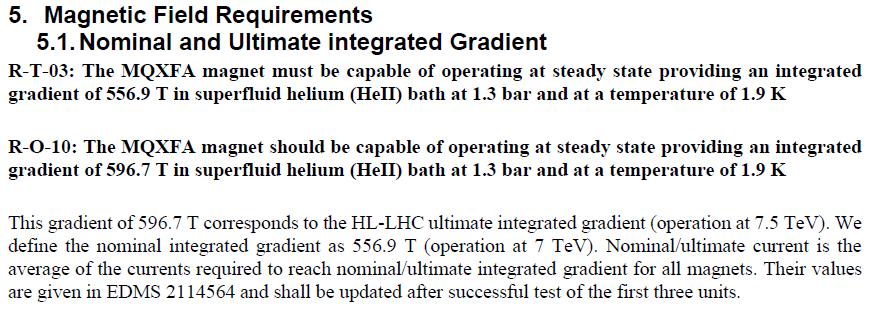 5. Magnetic Field Requirements
5.1. Nominal and Ultimate integrated Gradient
R-T-03: The MQXFA magnet must be capable of operating at steady state providing an integrated
gradient of 556.9 T in superfluid helium (HeII) bath at 1.3 bar and at a temperature of 1.9 K
R-O-10: The MQXFA magnet should be capable of operating at steady state providing an integrated
gradient of 596.7 T in superfluid helium (HeII) bath at 1.3 bar and at a temperature of 1.9 K
This gradient of 596.7 T corresponds to the HL-LHC ultimate integrated gradient (operation at 7.5 TeV). We
define the nominal integrated gradient as 556.9 T (operation at 7 TeV). Nominal/ultimate current is the
average of the currents required to reach nominal/ultimate integrated gradient for all magnets. Their values
are given in EDMS 2114564 and shall be updated after successful test of the first three units.